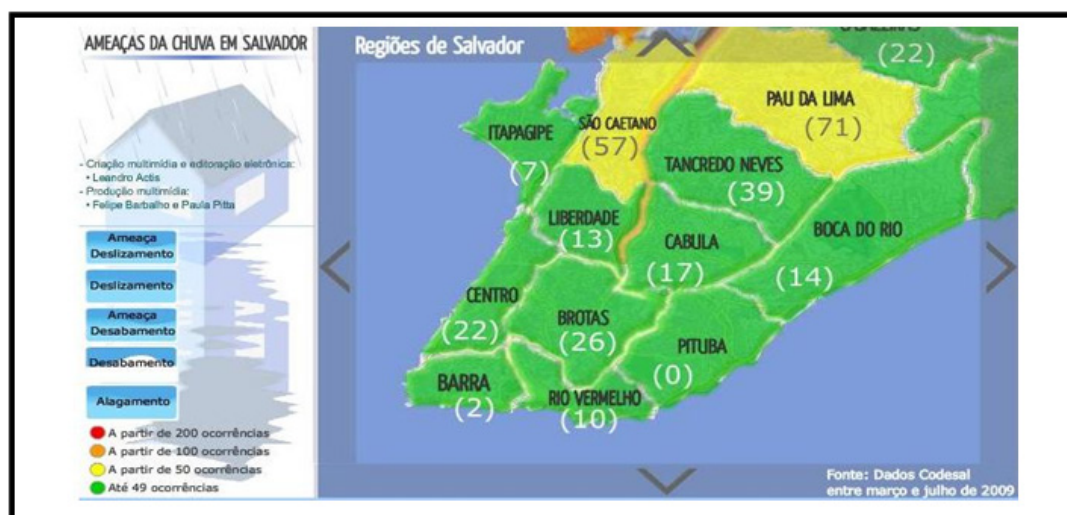 AMEAÇAS DA CHUVA EM SALVADOR
- Criação multimídia e editoração eletrônica:
• Leandro Actis
- Produção multimídia:
• Felipe Barbalho e Paula Pitta
Ameaça
Deslizamento
Deslizamento
Ameaça
Desabamento
Desabamento
Alagamento
A partir de 200 ocorrências
A partir de 100 ocorrências
A partir de 50 ocorrências
Até 49 ocorrências
Regiões de Salvador
(22)
PAU DA LIMA
(71)
ITAPAGIPE
(7)
SÃO CAETANO
(57)
TANCREDO NEVES
(39)
LIBERDADE
(13)
CABULA
(17)
BOCA DO RIO
(14)
CENTRO
(22)
BROTAS
(26)
PITUBA
(0)
BARRA
(2)
RIO VERMELHO
(10)
Fonte: Dados Codesal
entre março e julho de 2009